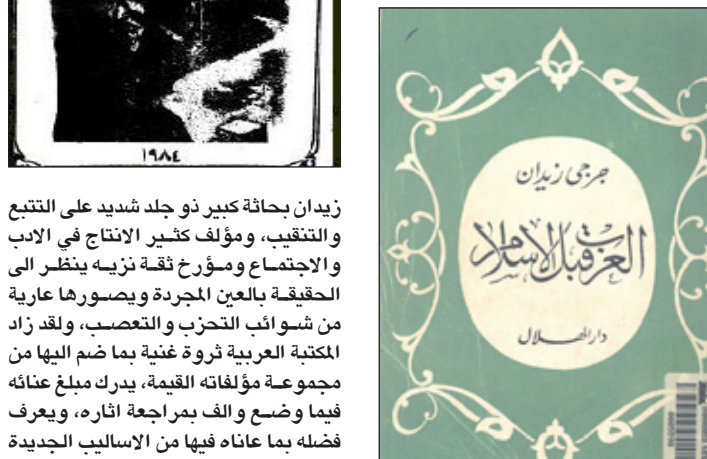 ١٩٨٤
زيدان بحاثة كبير ذو جلد شديد على التتبع
والتنقيب، ومؤلف كثير الانتاج في الادب
والاجتماع ومؤرخ ثقة نزيه ينظر الى
الحقيقة بالعين المجردة ويصورها عارية
من شوائب التحزب والتعصب، ولقد زاد
المكتبة العربية ثروة غنية بما ضم اليها من
مجموعة مؤلفاته القيمة، يدرك مبلغ عنائه
فيما وضع والف بمراجعة اثاره، ويعرف
فضله بما عاناه فيها من الاساليب الجديدة
جرجي زيدان
العرب قبل الاسلام
دار الهلال